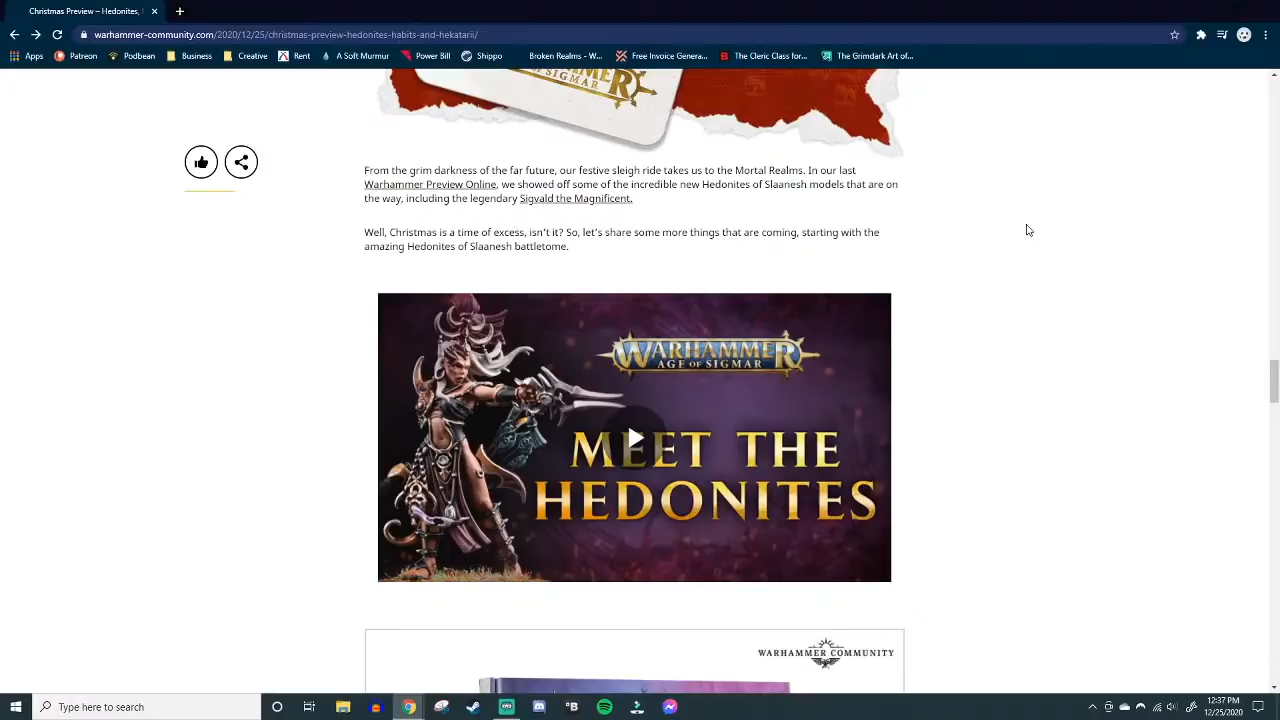 Christmas Preview – Hedonites,
warhammer-community.com/2020/12/25/christmas-preview-hedonites-habits-and-hekatarii/
Apps Patreon Podbean Business Creative Rent A Soft Murmur Power Bill Shippo Broken Realms - W... Free Invoice Genera... The Cleric Class for... The Grimdark Art of...
OF SIGMAR
From the grim darkness of the far future, our festive sleigh ride takes us to the Mortal Realms. In our last
Warhammer Preview Online, we showed off some of the incredible new Hedonites of Slaanesh models that are on
the way, including the legendary Sigvald the Magnificent.
Well, Christmas is a time of excess, isn't it? So, let's share some more things that are coming, starting with the
amazing Hedonites of Slaanesh battletome.
WARHAMMER
AGE OF SIGMAR
MEET THE
HEDONITES
WARHAMMER COMMUNITY
Type here to search
12:37 PM
12/25/2020